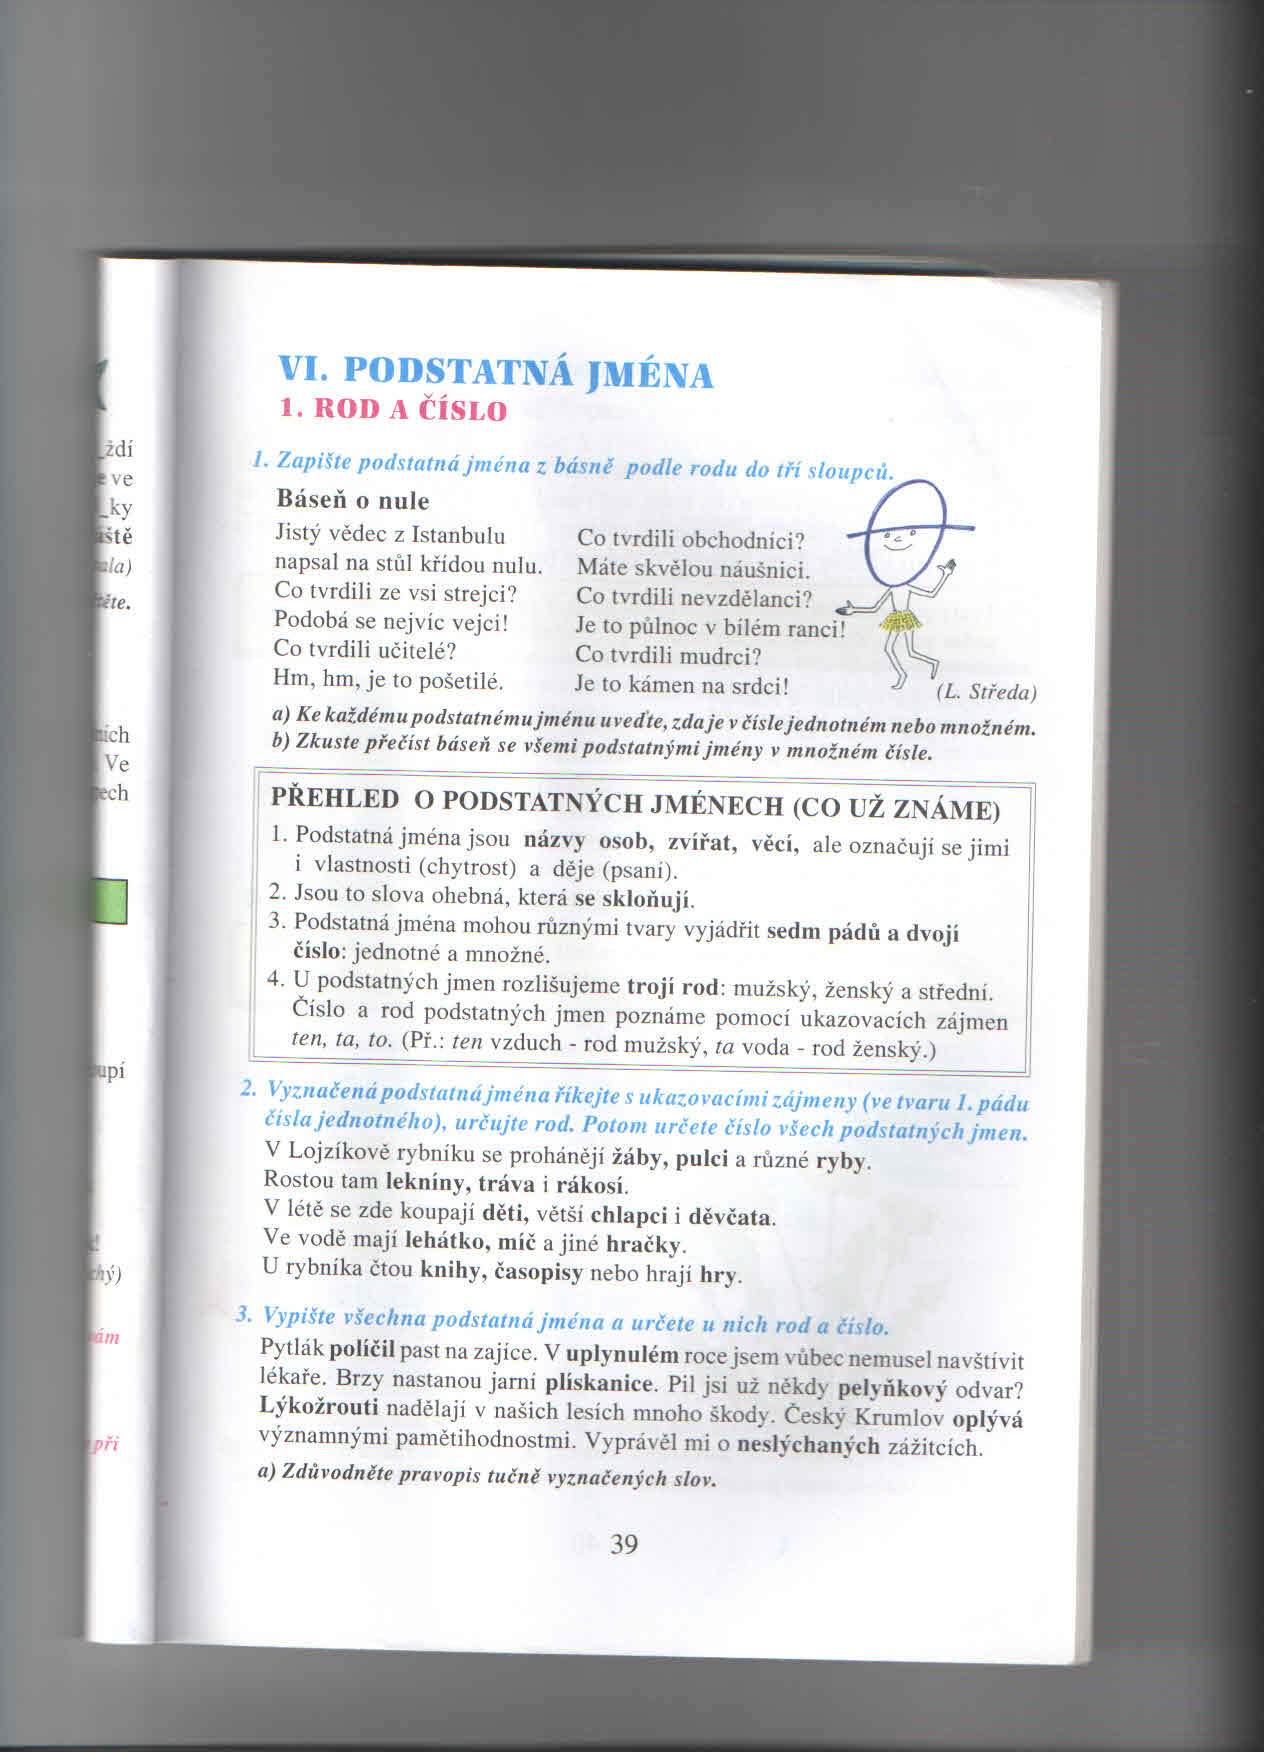 ždí
ve
_ky
ště
ala)
těte.
nich
Ve
ech
upí
chý)
vám
při
VI. PODSTATNÁ JMÉNA
1. ROD A ČÍSLO
1. Zapište podstatná jména z básně podle rodu do tří sloupců.
Báseň o nule
Jistý vědec z Istanbulu
napsal na stůl křídou nulu.
Co tvrdili ze vsi strejci?
Podobá se nejvíc vejci!
Co tvrdili učitelé?
Hm, hm, je to pošetilé.
Co tvrdili obchodníci?
Máte skvělou náušnici.
Co tvrdili nevzdělanci?
Je to půlnoc v bílém ranci!
Co tvrdili mudrci?
Je to kámen na srdci!
(L. Středa)
a) Ke každému podstatnému jménu uveďte, zda je v čísle jednotném nebo množném.
b) Zkuste přečíst báseň se všemi podstatnými jmény v množném čísle.
PŘEHLED O PODSTATNÝCH JMÉNECH (CO UŽ ZNÁME)
1. Podstatná jména jsou názvy osob, zvířat, věcí, ale označují se jimi
i vlastnosti (chytrost) a děje (psaní).
2. Jsou to slova ohebná, která se skloňují.
3. Podstatná jména mohou různými tvary vyjádřit sedm pádů a dvojí
číslo: jednotné a množné.
4. U podstatných jmen rozlišujeme trojí rod: mužský, ženský a střední.
Číslo a rod podstatných jmen poznáme pomocí ukazovacích zájmen
ten, ta, to. (Př.: ten vzduch - rod mužský, ta voda - rod ženský.)
2. Vyznačená podstatná jména říkejte s ukazovacími zájmeny (ve tvaru 1. pádu
čísla jednotného), určujte rod. Potom určete číslo všech podstatných jmen.
V Lojzíkově rybníku se prohánějí žáby, pulci a různé ryby.
Rostou tam lekníny, tráva i rákosí.
V létě se zde koupají děti, větší chlapci i děvčata.
Ve vodě mají lehátko, míč a jiné hračky.
U rybníka čtou knihy, časopisy nebo hrají hry.
3. Vypište všechna podstatná jména a určete u nich rod a číslo.
Pytlák políčil past na zajíce. V uplynulém roce jsem vůbec nemusel navštívit
lékaře. Brzy nastanou jarní plískanice. Pil jsi už někdy pelyňkový odvar?
Lýkožrouti nadělají v našich lesích mnoho škody. Český Krumlov oplývá
významnými pamětihodnostmi. Vyprávěl mi o neslýchaných zážitcích.
a) Zdůvodněte pravopis tučně vyznačených slov.
39